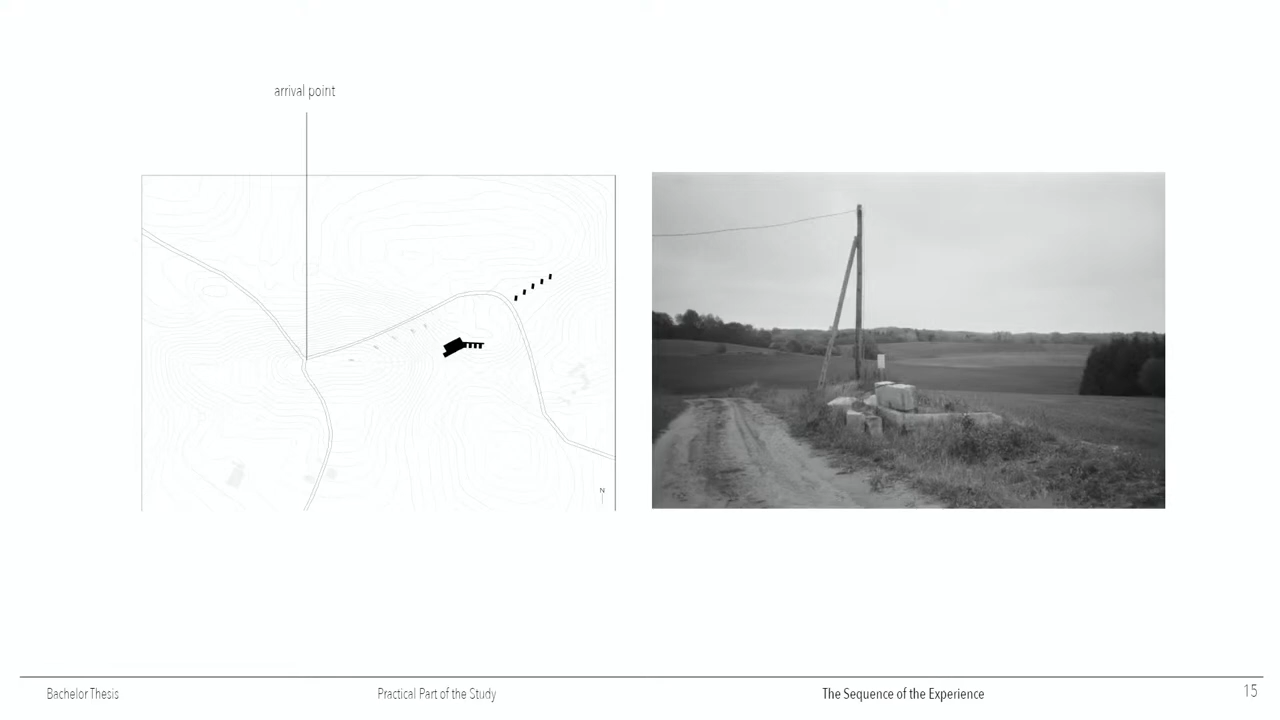 arrival point
N
Bachelor Thesis
Practical Part of the Study
The Sequence of the Experience
15